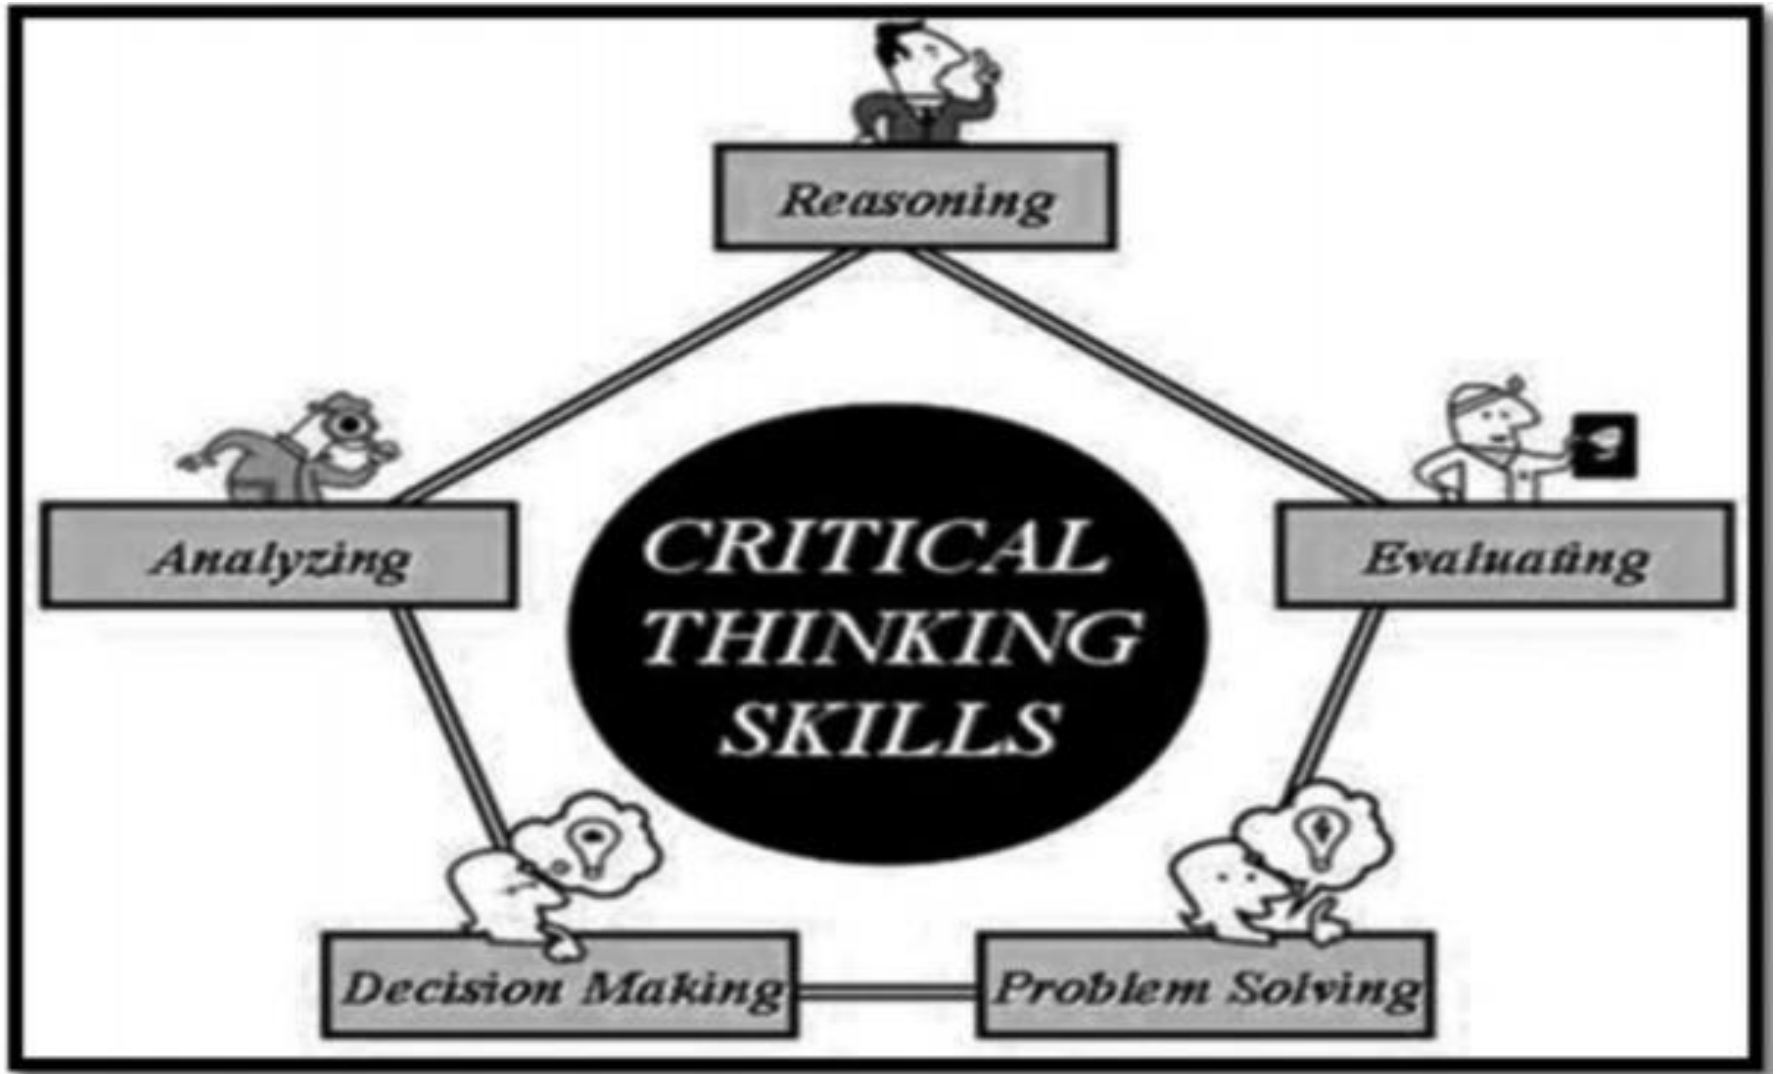 Reasoning
Analyzing
Evaluating
CRITICAL
THINKING
SKILLS
Decision Making
Problem Solving